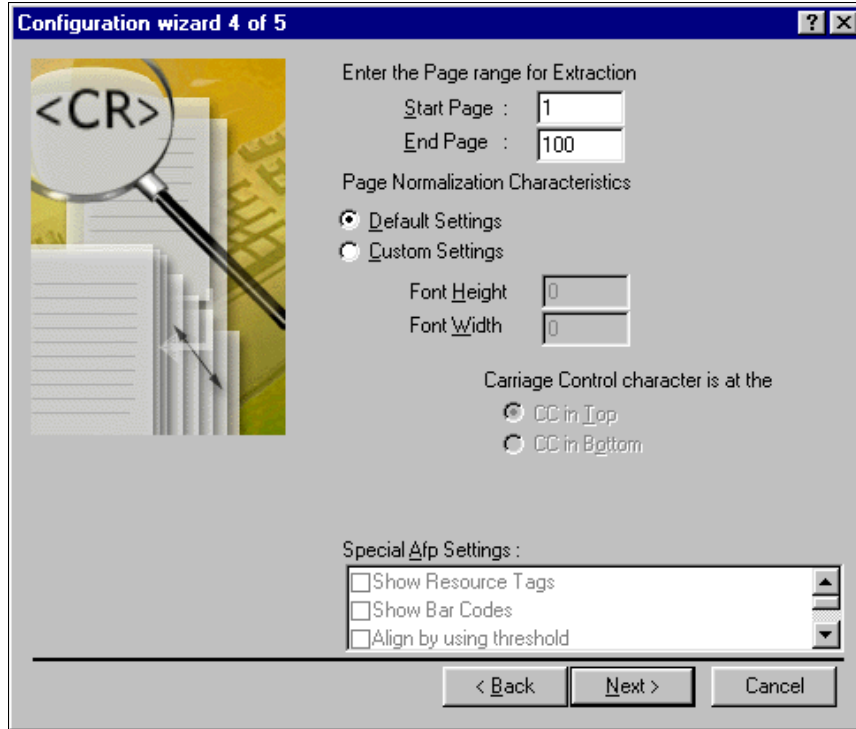 Configuration wizard 4 of 5
<CR>
Enter the Page range for Extraction
Start Page : 1
End Page : 100
Page Normalization Characteristics
Default Settings
Custom Settings
Font Height 0
Font Width 0
Carriage Control character is at the
CC in Top
CC in Bottom
Special Afp Settings :
Show Resource Tags
Show Bar Codes
Align by using threshold
< Back Next > Cancel